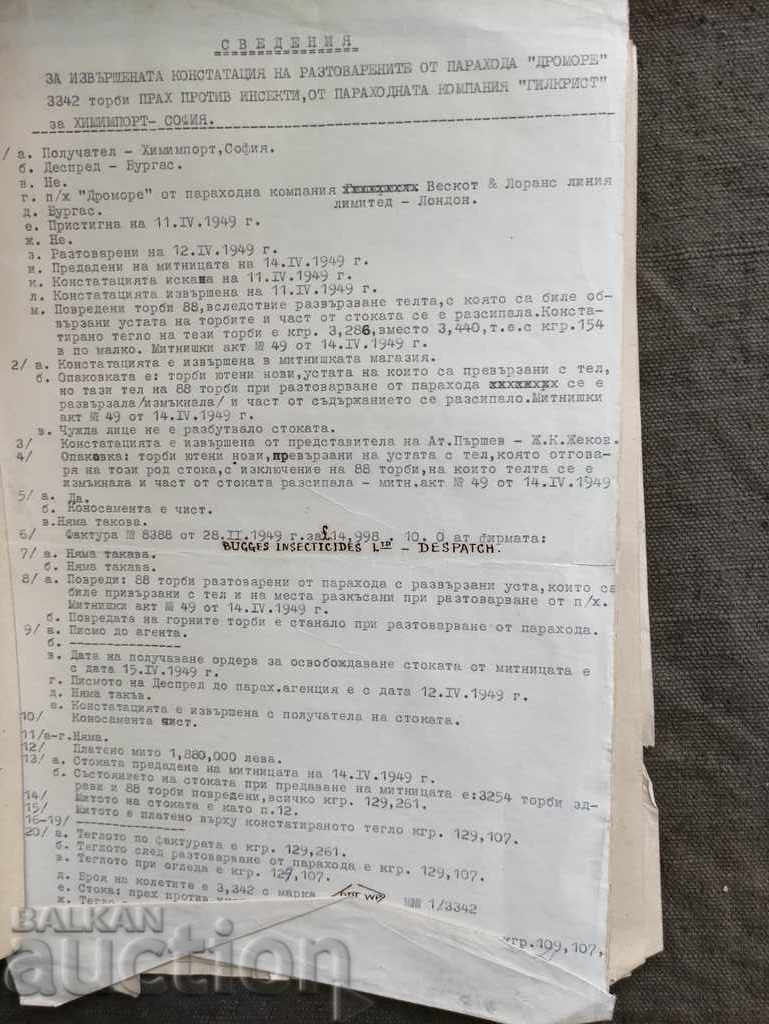 СВЕДЕНИЯ
ЗА ИЗВЪРШЕНАТА КОНСТАТАЦИЯ НА РАЗТОВАРЕНИТЕ ОТ ПАРАХОДА "ДРОМОРЕ"
3342 торби ПРАХ ПРОТИВ ИНСЕКТИ,ОТ ПАРАХОДНАТА КОМПАНИЯ "ГИЛКРИСТ"
за ХИМИМПОРТ- СОФИЯ.
/ а. Получател - Химимпорт,София.
б. Деспред - Бургас.
в. Не.
г. п/х "Дроморе" от параходна компания Вескот & Лоранс линия
лимитед - Лондон.
д. Бургас.
е. Пристигна на 11.IV.1949 г.
ж. Не.
з. Разтоварени на 12.IV.1949 г.
и. Предадени на митницата на 14.IV.1949 г.
к. Констатацията искана на 11.IV.1949 г.
л. Констатацията извършена на 11.IV.1949 г.
м. Повредени торби 88,вследствие развързване телта,с която са биле об-
вързани устата на торбите и част от стоката се е разсипала.Конста-
тирано тегло на тези торби е кгр. 3,286,вместо 3,440,т.е.с кгр.154
в по малко. Митнишки акт № 49 от 14.IV.1949 г.
2/ а. Констатацията е извършена в митнишката магазия.
б. Опаковката е: торби ютени нови,устата на които са превързани с тел,
но тази тел на 88 торби при разтоварване от парахода xxxxxxxx се е
развързала/измъкнала/ и част от съдържанието се разсипало.Митнишки
акт № 49 от 14.IV.1949 г.
в. Чужда лице не е разбутвало стоката.
3/ Констатацията е извършена от представителя на Ат.Пършев - Ж.К.Жеков.
4/ Опаковка: торби ютени нови,превързани на устата с тел,която отгова-
ря на този род стока,с изключение на 88 торби,на които телта се е
измъкнала и част от стоката разсипала - митн.акт № 49 от 14.IV.1949
5/ а. Да.
б. Коносамента е чист.
в.Няма такова.
6/ Фактура № 8388 от 28.II.1949 г.за £14,998 . 10. 0 от фирмата:
BUGGES INSECTICIDES LTD - DESPATCH.
7/ а. Няма такава.
б. Няма такава.
8/ а. Повреди: 88 торби разтоварени от парахода с развързани уста,които са
биле привързани с тел и на места разкъсани при разтоварване от п/х.
Митнишки акт № 49 от 14.IV.1949 г.
б. Повредата на горните торби е станало при разтоварване от парахода.
9/ а. Писмо до агента.
б. ---------------
в. Дата на получаване ордера за освобождаване стоката от митницата е
с дата 15.IV.1949 г.
г. Писмото на Деспред до парах.агенция е с дата 12.IV.1949 г.
д. Няма такъв.
е. Констатацията е извършена с получателя на стоката.
10/ Коносамента чист.
11/а-г.Няма.
12/ Платено мито 1,880,000 лева.
13/ а. Стоката предадена на митницата на 14.IV.1949 г.
б. Състоянието на стоката при предаване на митницата е:3254 торби зд-
рави и 88 торби повредени,всичко кгр. 129,261.
14/ Митото на стоката е като п.12.
15/ Митото е платено върху констатираното тегло кгр. 129,107.
16-19/ ---------------
20/ а. Теглото по фактурата е кгр. 129,261.
б. Теглото след разтоварване от парахода е кгр. 129,107.
в. Теглото при огледа е кгр. 129,107.
д. Броя на колетите е 3,342 с марка 1/3342
е. Стока: прах против
ж. Тегло
кгр.109,107,
BALKAN
auction